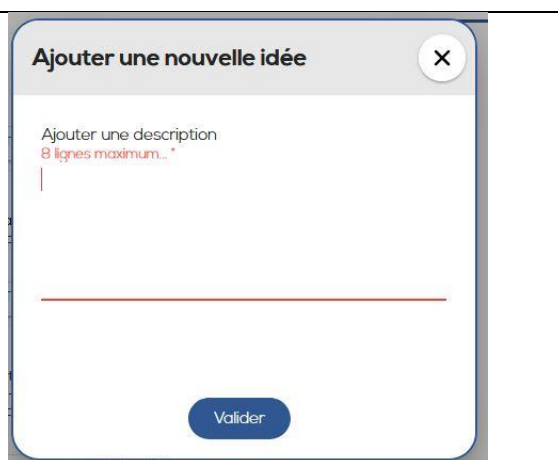 Ajouter une nouvelle idée
Ajouter une description
8 lignes maximum... *
Valider